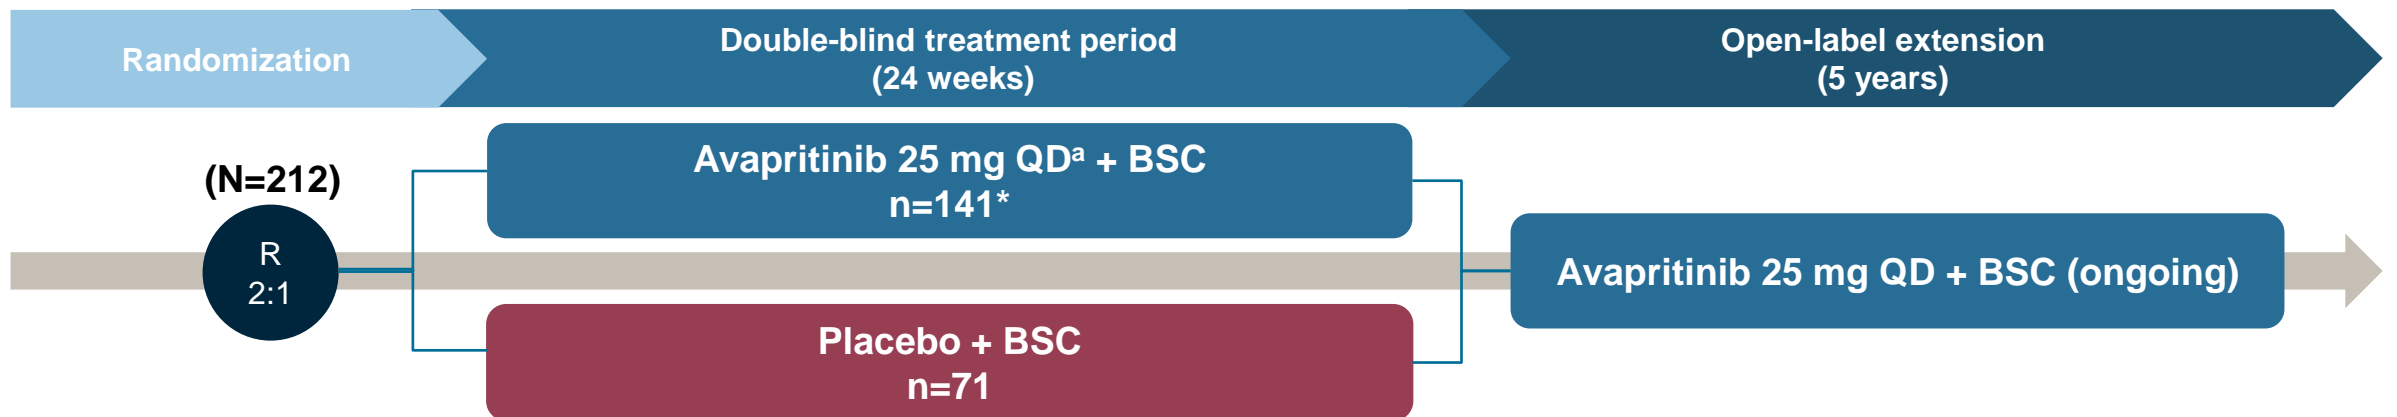 Randomization
Double-blind treatment period
(24 weeks)
Open-label extension
(5 years)
(N=212)
R
2:1
Avapritinib 25 mg QDᵃ + BSC
n=141*
Placebo + BSC
n=71
Avapritinib 25 mg QD + BSC (ongoing)